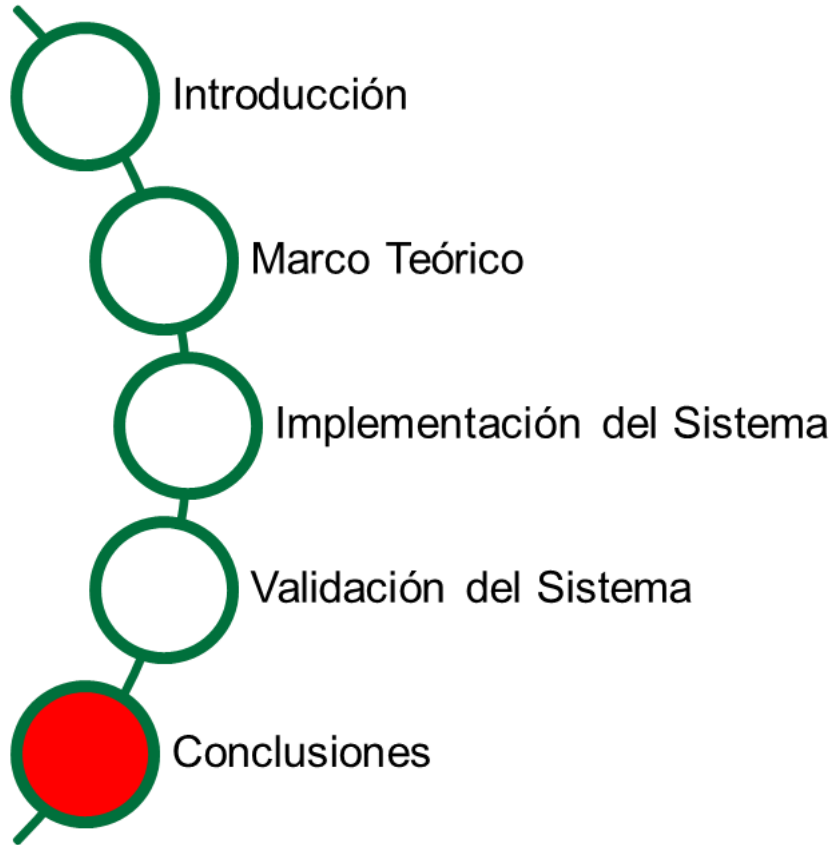 Introducción
Marco Teórico
Implementación del Sistema
Validación del Sistema
Conclusiones